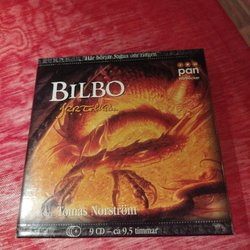 Här börjar Sagan om ringen
pan
BILBO
Tomas Norström
9 CD – ca 9,5 timmar